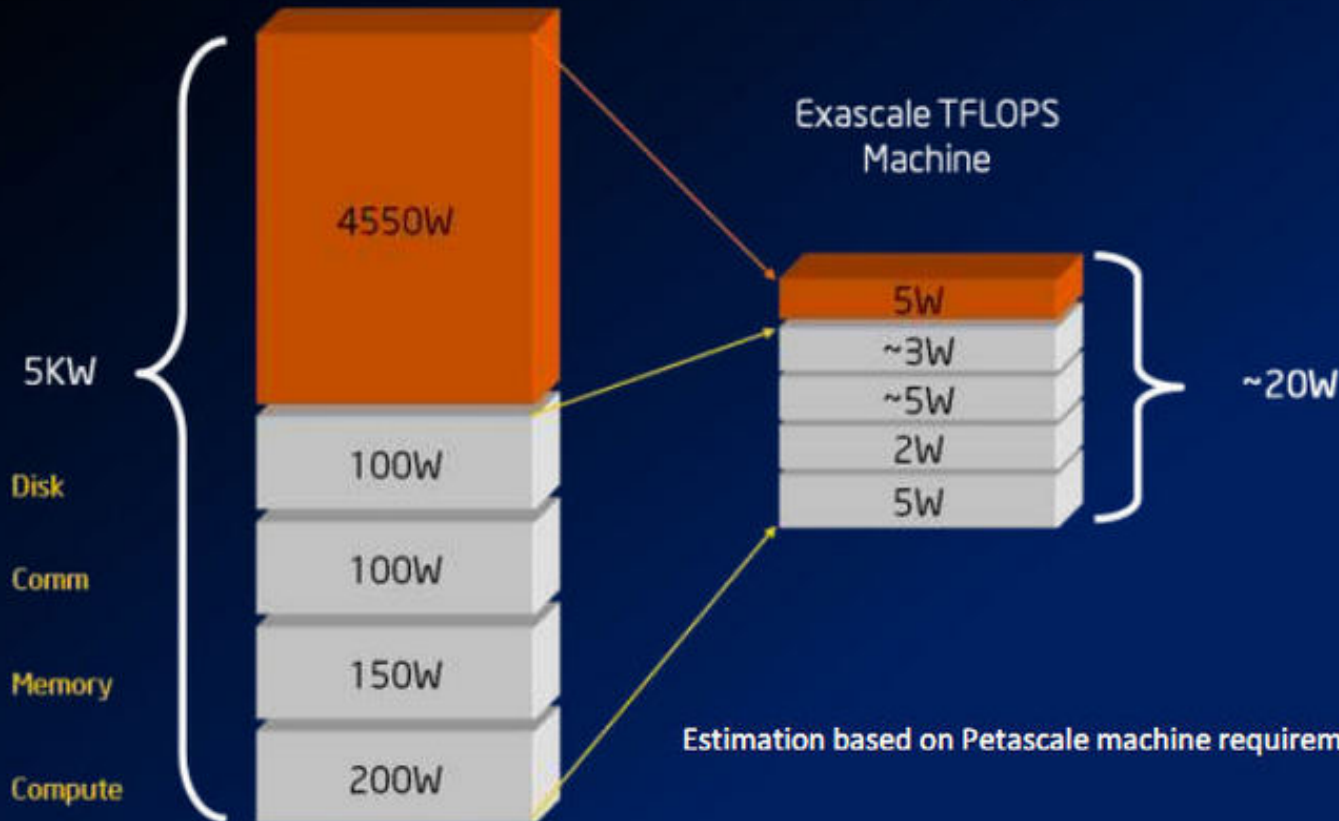 Exascale TFLOPS
Machine
4550W
5KW
Disk
100W
Comm
100W
Memory
150W
Compute
200W
5W
~3W
~5W
2W
5W
~20W
Estimation based on Petascale machine requirem